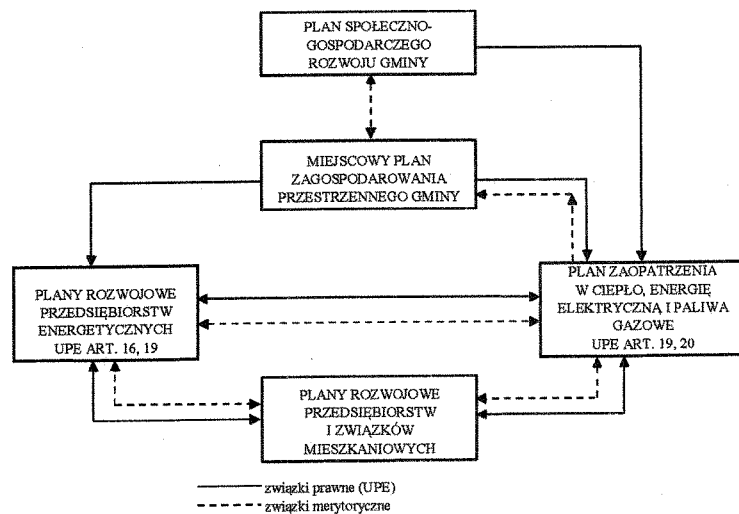 PLAN SPOŁECZNO-
GOSPODARCZEGO
ROZWOJU GMINY
MIEJSCOWY PLAN
ZAGOSPODAROWANIA
PRZESTRZENNEGO GMINY
PLANY ROZWOJOWE
PRZEDSIĘBIORSTW
ENERGETYCZNYCH
UPE ART. 16, 19
PLAN ZAOPATRZENIA
W CIEPŁO, ENERGIĘ
ELEKTRYCZNĄ I PALIWA
GAZOWE
UPE ART. 19, 20
PLANY ROZWOJOWE
PRZEDSIĘBIORSTW
I ZWIĄZKÓW
MIESZKANIOWYCH
związki prawne (UPE)
związki merytoryczne